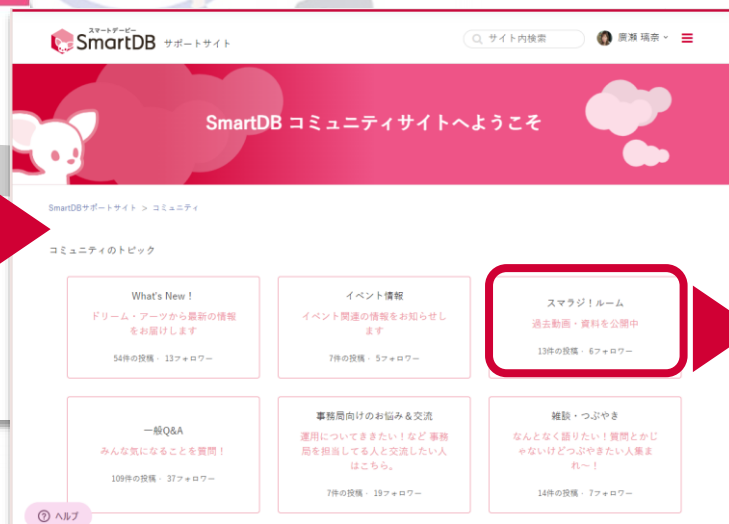 スマートデービー
SmartDB サポートサイト
サイト内検索
廣瀬 璃奈
SmartDB コミュニティサイトへようこそ
SmartDBサポートサイト > コミュニティ
コミュニティのトピック
What's New！
ドリーム・アーツから最新の情報
をお届けします
54件の投稿・ 13フォロワー
イベント情報
イベント関連の情報をお知らせし
ます
7件の投稿・ 5フォロワー
スマラジ！ルーム
過去動画・資料を公開中
13件の投稿・ 6フォロワー
一般Q&A
みんな気になることを質問！
109件の投稿・ 37フォロワー
事務局向けのお悩み＆交流
運用についてききたい！など 事務
局を担当してる人と交流したい人
はこちら。
7件の投稿・ 19フォロワー
雑談・つぶやき
なんとなく語りたい！質問とかじ
ゃないけどつぶやきたい人集ま
れ〜！
14件の投稿・ 7フォロワー
ヘルプ